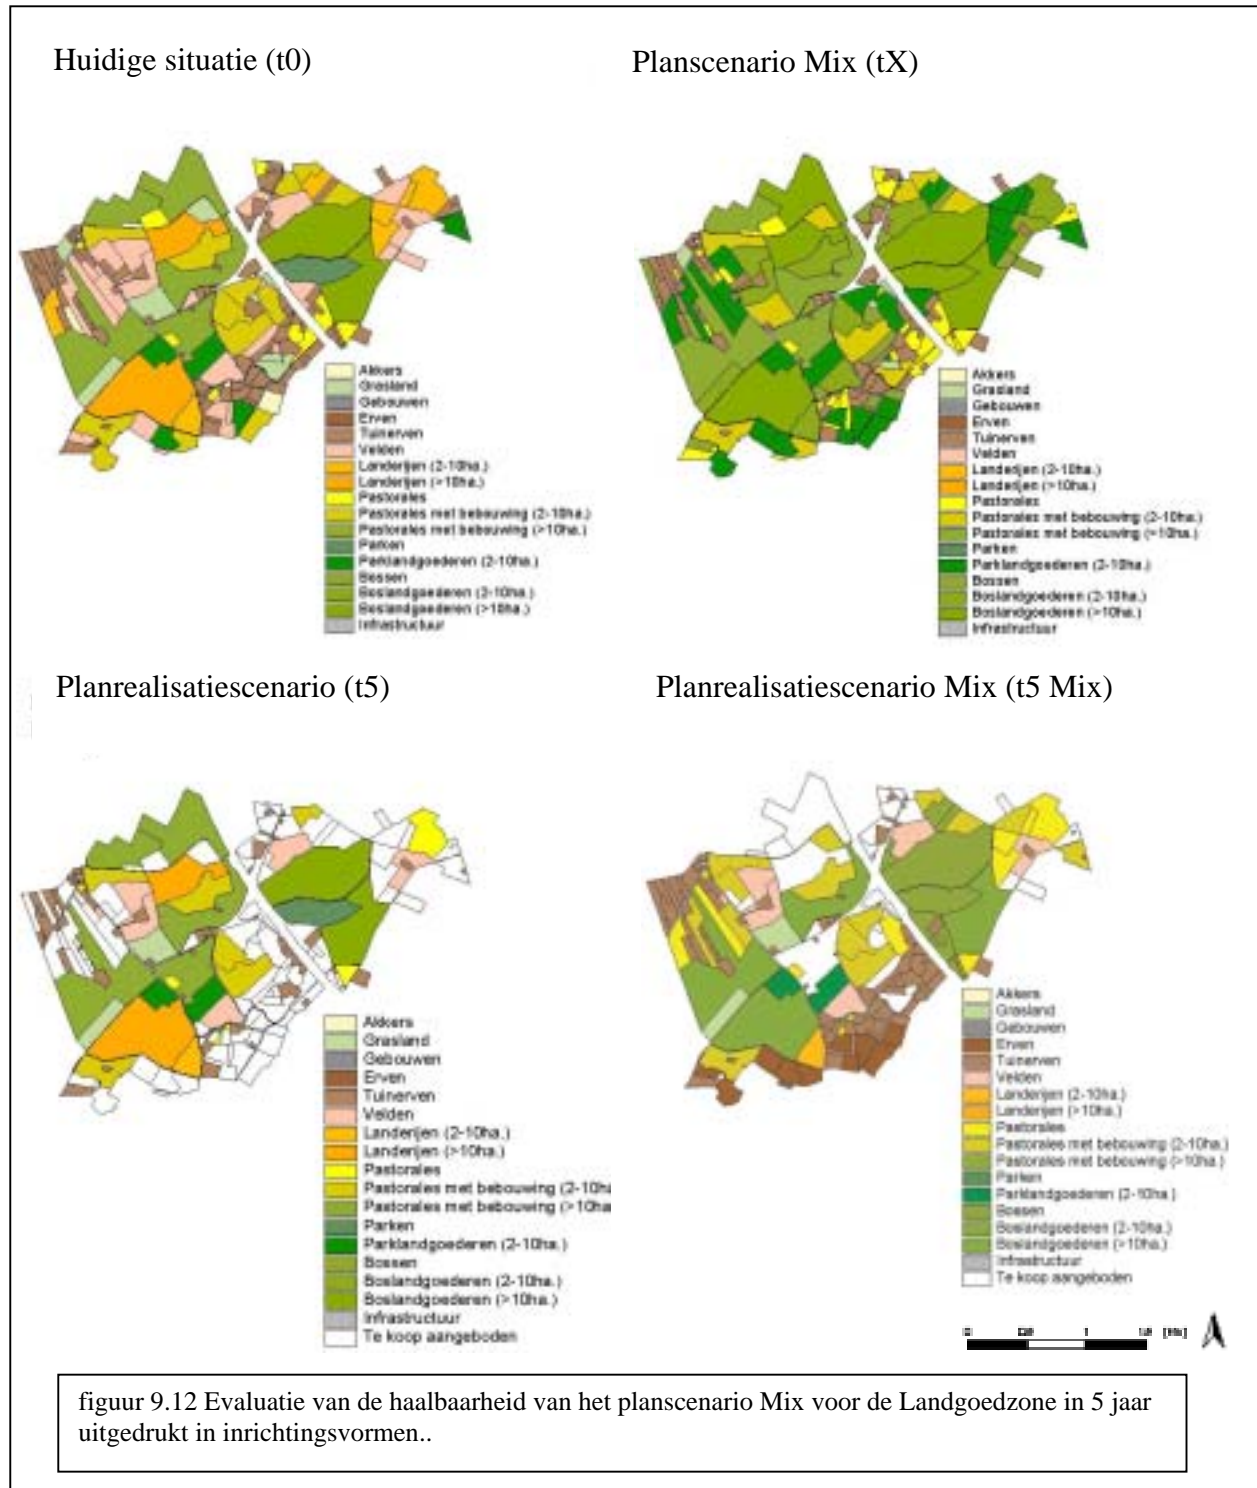 Huidige situatie (t0)
Planscenario Mix (tX)
Akkers
Grasland
Gebouwen
Erven
Tuinerven
Velden
Landerijen (2-10ha.)
Landerijen (>10ha.)
Pastorales
Pastorales met bebouwing (2-10ha.)
Pastorales met bebouwing (>10ha.)
Parken
Parklandgoederen (2-10ha.)
Bossen
Boslandgoederen (2-10ha.)
Boslandgoederen (>10ha.)
Infrastructuur
Akkers
Grasland
Gebouwen
Erven
Tuinerven
Velden
Landerijen (2-10ha.)
Landerijen (>10ha.)
Pastorales
Pastorales met bebouwing (2-10ha.)
Pastorales met bebouwing (>10ha.)
Parken
Parklandgoederen (2-10ha.)
Bossen
Boslandgoederen (2-10ha.)
Boslandgoederen (>10ha.)
Infrastructuur
Planrealisatiescenario (t5)
Planrealisatiescenario Mix (t5 Mix)
Akkers
Grasland
Gebouwen
Erven
Tuinerven
Velden
Landerijen (2-10ha.)
Landerijen (>10ha.)
Pastorales
Pastorales met bebouwing (2-10ha
Pastorales met bebouwing (>10ha
Parken
Parklandgoederen (2-10ha.)
Bossen
Boslandgoederen (2-10ha.)
Boslandgoederen (>10ha.)
Infrastructuur
Te koop aangeboden
Akkers
Grasland
Gebouwen
Erven
Tuinerven
Velden
Landerijen (2-10ha.)
Landerijen (>10ha.)
Pastorales
Pastorales met bebouwing (2-10ha.)
Pastorales met bebouwing (>10ha.)
Parken
Parklandgoederen (2-10ha.)
Bossen
Boslandgoederen (2-10ha.)
Boslandgoederen (>10ha.)
Infrastructuur
Te koop aangeboden
figuur 9.12 Evaluatie van de haalbaarheid van het planscenario Mix voor de Landgoedzone in 5 jaar
uitgedrukt in inrichtingsvormen..